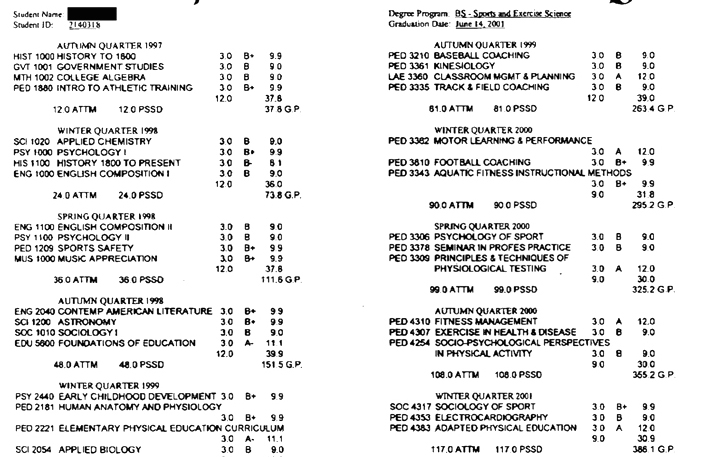 Student Name
Student ID: 2140318
AUTUMN QUARTER 1997
HIST 1000 HISTORY TO 1800 3.0 B+ 9.9
GVT 1001 GOVERNMENT STUDIES 3.0 B 9.0
MTH 1002 COLLEGE ALGEBRA 3.0 B 9.0
PED 1880 INTRO TO ATHLETIC TRAINING 3.0 B+ 9.9
12.0 37.8
12.0 ATTM 12.0 PSSD 37.8 G.P.
WINTER QUARTER 1998
SCI 1020 APPLIED CHEMISTRY 3.0 B 9.0
PSY 1000 PSYCHOLOGY I 3.0 B+ 9.9
HIS 1100 HISTORY 1800 TO PRESENT 3.0 B- 8.1
ENG 1000 ENGLISH COMPOSITION I 3.0 B 9.0
12.0 36.0
24.0 ATTM 24.0 PSSD 73.8 G.P.
SPRING QUARTER 1998
ENG 1100 ENGLISH COMPOSITION II 3.0 B 9.0
PSY 1100 PSYCHOLOGY II 3.0 B 9.0
PED 1209 SPORTS SAFETY 3.0 B+ 9.9
MUS 1000 MUSIC APPRECIATION 3.0 B+ 9.9
12.0 37.8
36.0 ATTM 36.0 PSSD 111.6 G.P.
AUTUMN QUARTER 1998
ENG 2040 CONTEMP AMERICAN LITERATURE 3.0 B+ 9.9
SCI 1200 ASTRONOMY 3.0 B+ 9.9
SOC 1010 SOCIOLOGY I 3.0 B 9.0
EDU 5600 FOUNDATIONS OF EDUCATION 3.0 A- 11.1
12.0 39.9
48.0 ATTM 48.0 PSSD 151.5 G.P.
WINTER QUARTER 1999
PSY 2440 EARLY CHILDHOOD DEVELOPMENT 3.0 B+ 9.9
PED 2181 HUMAN ANATOMY AND PHYSIOLOGY
3.0 B+ 9.9
PED 2221 ELEMENTARY PHYSICAL EDUCATION CURRICULUM
3.0 A- 11.1
SCI 2054 APPLIED BIOLOGY 3.0 B 9.0
Degree Program: BS - Sports and Exercise Science
Graduation Date: June 14, 2001
AUTUMN QUARTER 1999
PED 3210 BASEBALL COACHING 3.0 B 9.0
PED 3361 KINESIOLOGY 3.0 B 9.0
LAE 3360 CLASSROOM MGMT & PLANNING 3.0 A 12.0
PED 3335 TRACK & FIELD COACHING 3.0 B 9.0
12.0 39.0
81.0 ATTM 81.0 PSSD 263.4 G.P.
WINTER QUARTER 2000
PED 3382 MOTOR LEARNING & PERFORMANCE
3.0 A 12.0
PED 3810 FOOTBALL COACHING 3.0 B+ 9.9
PED 3343 AQUATIC FITNESS INSTRUCTIONAL METHODS
3.0 B+ 9.9
9.0 31.8
90.0 ATTM 90.0 PSSD 295.2 G.P.
SPRING QUARTER 2000
PED 3306 PSYCHOLOGY OF SPORT 3.0 B 9.0
PED 3378 SEMINAR IN PROFES PRACTICE 3.0 B 9.0
PED 3309 PRINCIPLES & TECHNIQUES OF
PHYSIOLOGICAL TESTING 3.0 A 12.0
9.0 30.0
99.0 ATTM 99.0 PSSD 325.2 G.P.
AUTUMN QUARTER 2000
PED 4310 FITNESS MANAGEMENT 3.0 A 12.0
PED 4307 EXERCISE IN HEALTH & DISEASE 3.0 B 9.0
PED 4254 SOCIO-PSYCHOLOGICAL PERSPECTIVES
IN PHYSICAL ACTIVITY 3.0 B 9.0
9.0 30.0
108.0 ATTM 108.0 PSSD 355.2 G.P.
WINTER QUARTER 2001
SOC 4317 SOCIOLOGY OF SPORT 3.0 B+ 9.9
PED 4353 ELECTROCARDIOGRAPHY 3.0 B 9.0
PED 4383 ADAPTED PHYSICAL EDUCATION 3.0 A 12.0
9.0 30.9
117.0 ATTM 117.0 PSSD 386.1 G.P.